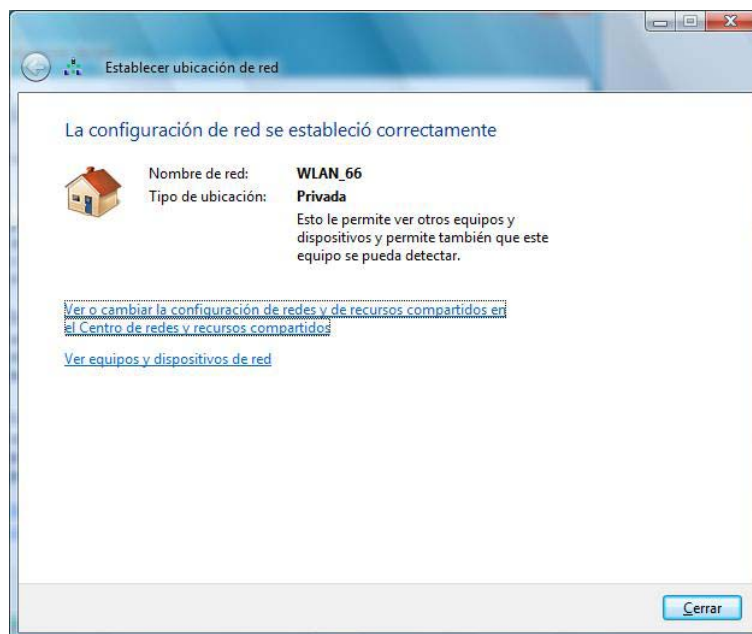 Establecer ubicación de red
La configuración de red se estableció correctamente
Nombre de red: WLAN_66
Tipo de ubicación: Privada
Esto le permite ver otros equipos y
dispositivos y permite también que este
equipo se pueda detectar.
Ver o cambiar la configuración de redes y de recursos compartidos en
el Centro de redes y recursos compartidos
Ver equipos y dispositivos de red
Cerrar